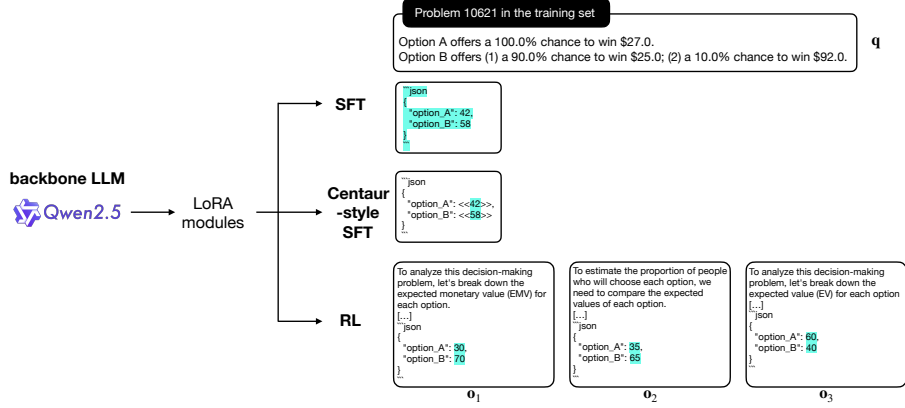 Problem 10621 in the training set
Option A offers a 100.0% chance to win $27.0.
Option B offers (1) a 90.0% chance to win $25.0; (2) a 10.0% chance to win $92.0.
q
SFT
```json
{
"option_A": 42,
"option_B": 58
}
```
backbone LLM
Qwen2.5
LoRA
modules
Centaur
-style
SFT
```json
{
"option_A": <<42>>,
"option_B": <<58>>
}
```
RL
To analyze this decision-making
problem, let's break down the
expected monetary value (EMV) for
each option.
[...]
```json
{
"option_A": 30,
"option_B": 70
}
```
o1
To estimate the proportion of people
who will choose each option, we
need to compare the expected
values of each option.
[...]
```json
{
"option_A": 35,
"option_B": 65
}
```
o2
To analyze this decision-making
problem, let's break down the
expected value (EV) for each option
[...]
```json
{
"option_A": 60,
"option_B": 40
}
```
o3